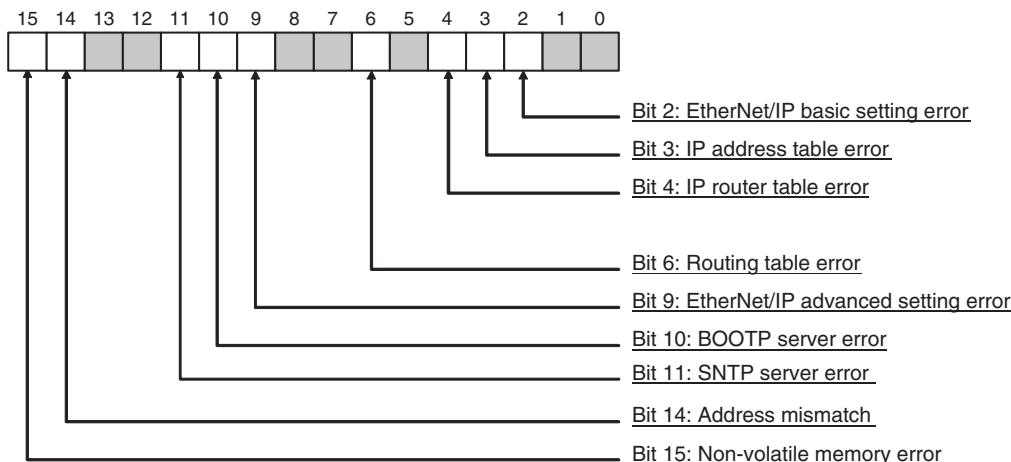 15 14 13 12 11 10 9 8 7 6 5 4 3 2 1 0
Bit 2: EtherNet/IP basic setting error
Bit 3: IP address table error
Bit 4: IP router table error
Bit 6: Routing table error
Bit 9: EtherNet/IP advanced setting error
Bit 10: BOOTP server error
Bit 11: SNTP server error
Bit 14: Address mismatch
Bit 15: Non-volatile memory error